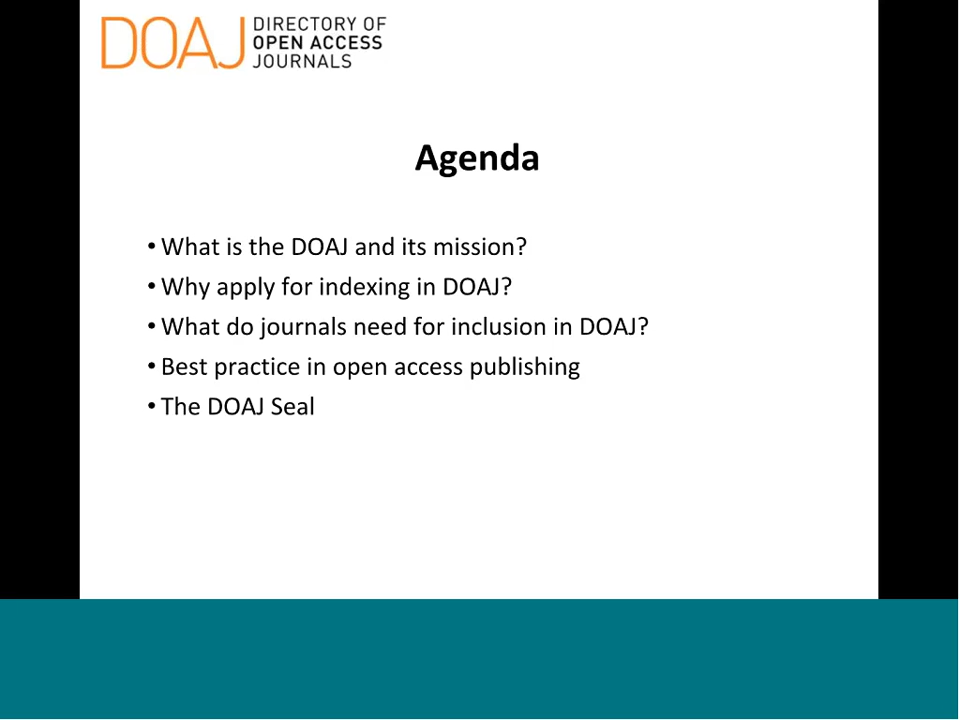 DOAJ DIRECTORY OF
OPEN ACCESS
JOURNALS
Agenda
• What is the DOAJ and its mission?
• Why apply for indexing in DOAJ?
• What do journals need for inclusion in DOAJ?
• Best practice in open access publishing
• The DOAJ Seal